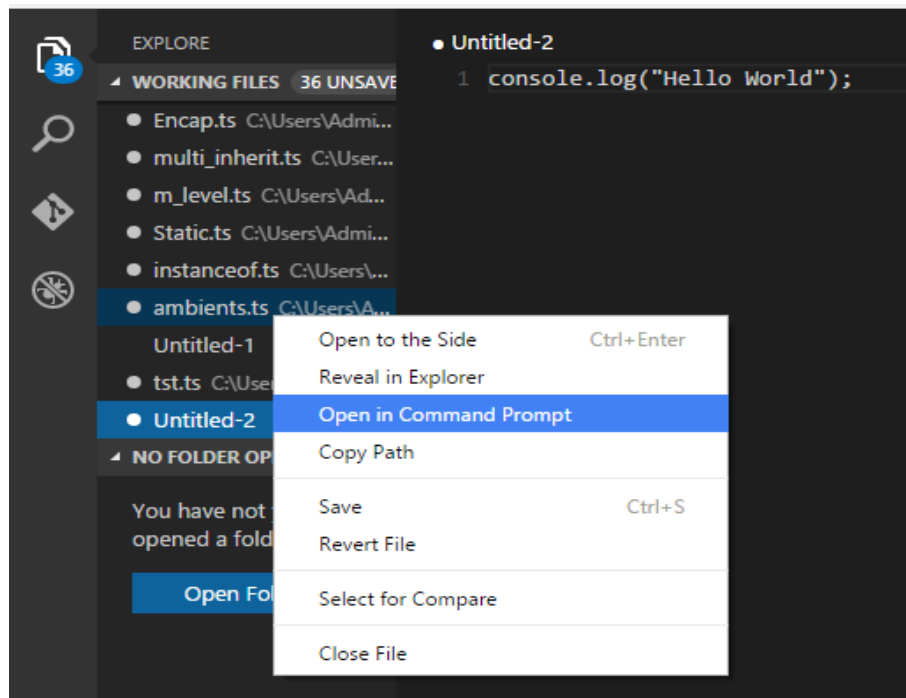 36
EXPLORE
WORKING FILES 36 UNSAVE
Encap.ts C:\Users\Admi...
multi_inherit.ts C:\User...
m_level.ts C:\Users\Ad...
Static.ts C:\Users\Admi...
instanceof.ts C:\Users\...
ambients.ts C:\Users\A...
Untitled-1
tst.ts C:\Use
Untitled-2
NO FOLDER OP
You have not
opened a fold
Open Fol
Untitled-2
1 console.log("Hello World");
Open to the Side Ctrl+Enter
Reveal in Explorer
Open in Command Prompt
Copy Path
Save Ctrl+S
Revert File
Select for Compare
Close File